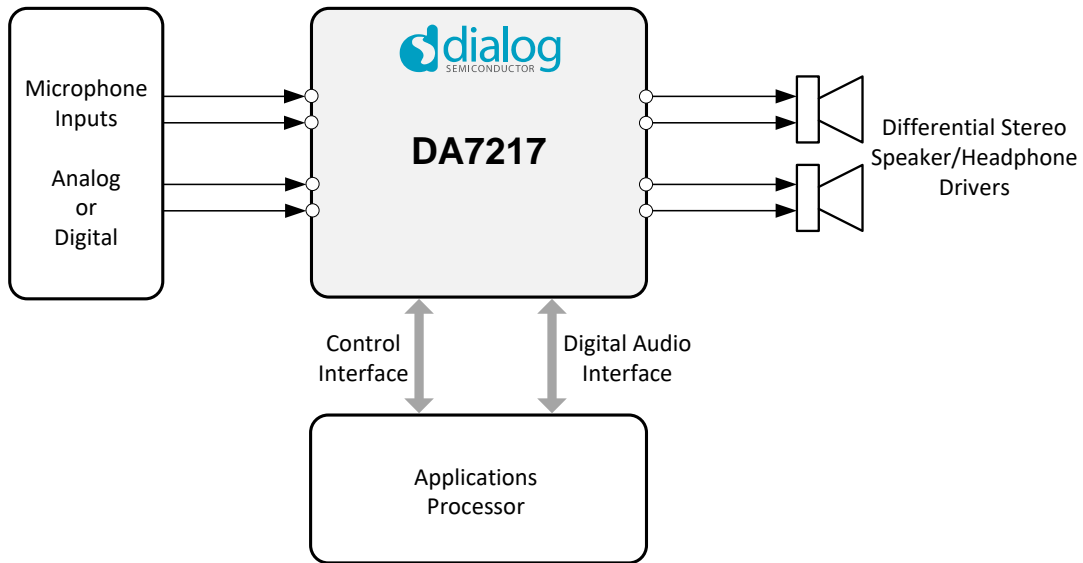 dialog
SEMICONDUCTOR
DA7217
Microphone
Inputs
Analog
or
Digital
Differential Stereo
Speaker/Headphone
Drivers
Control
Interface
Digital Audio
Interface
Applications
Processor